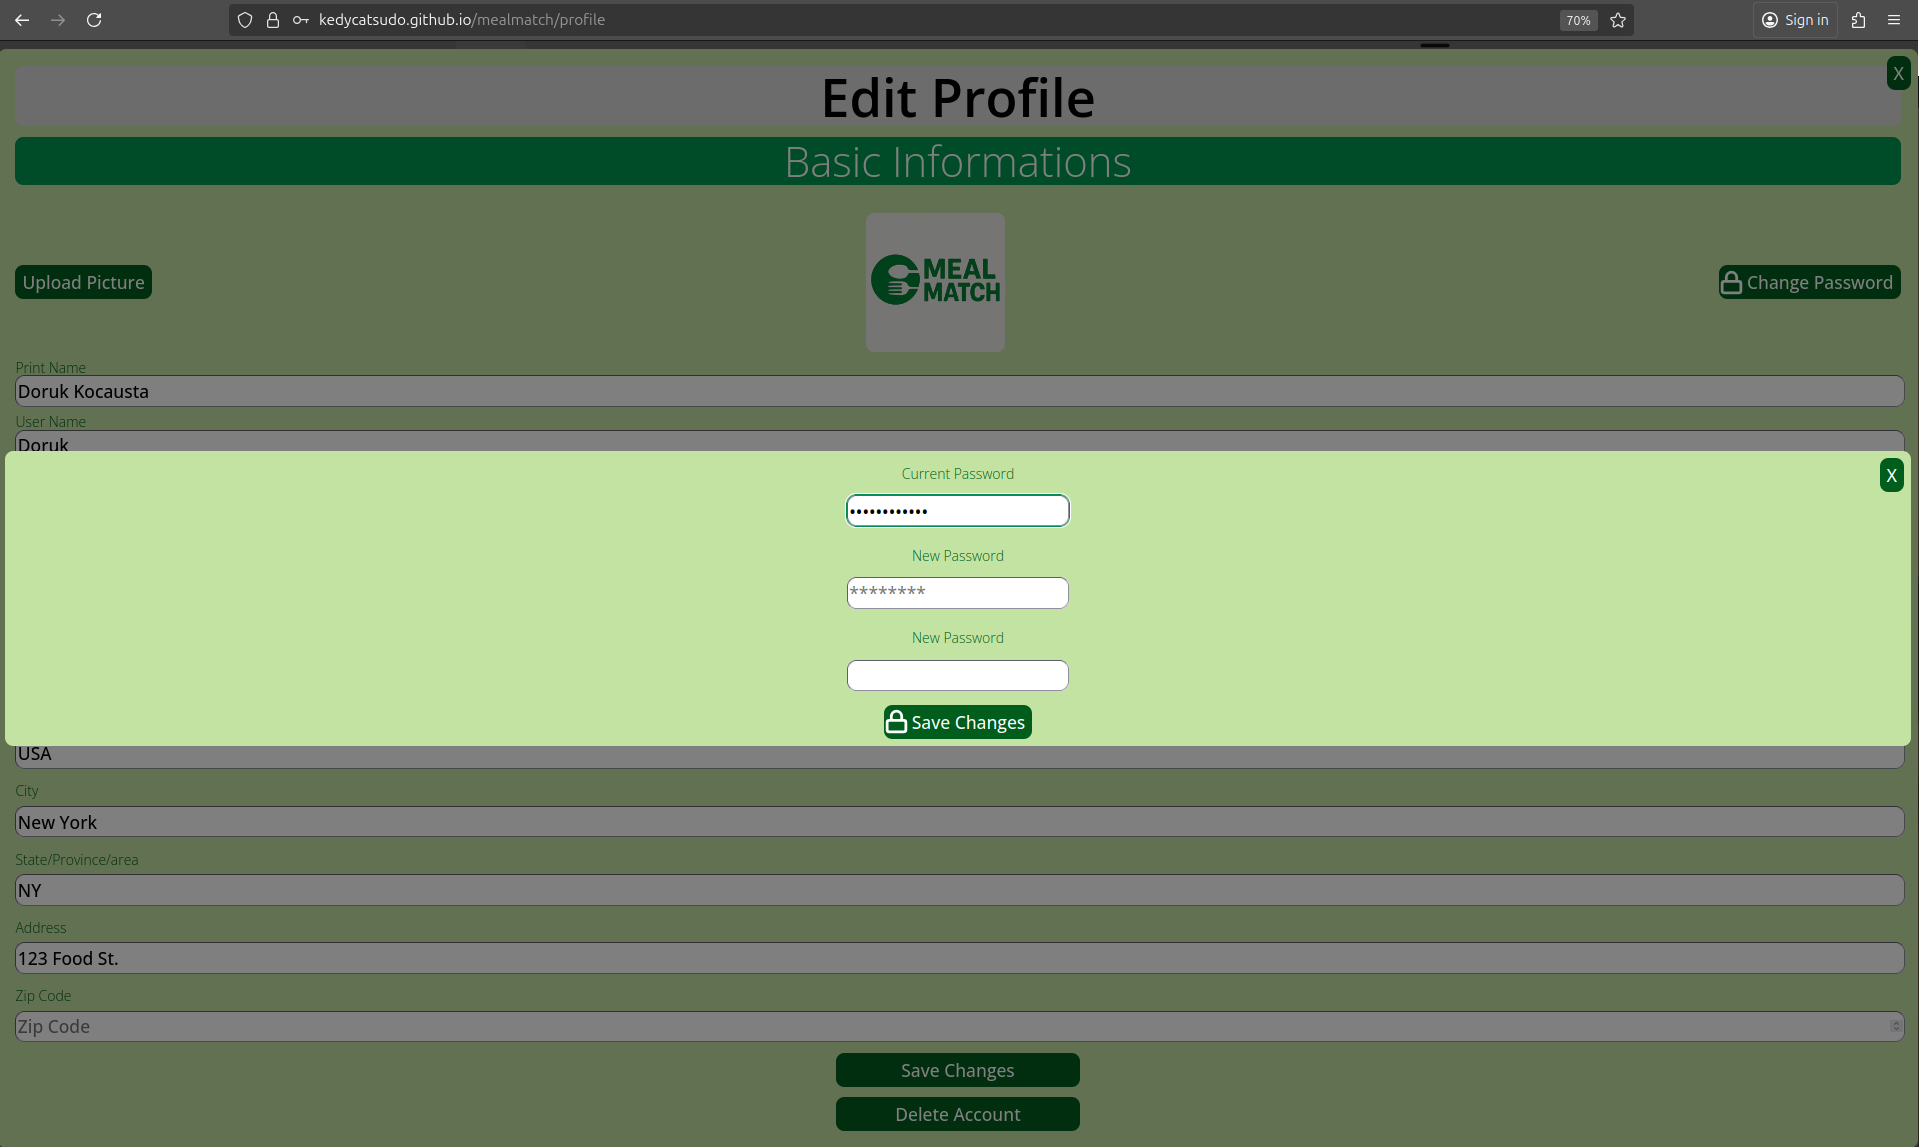 kedycatsudo.github.io/mealmatch/profile
70%
Sign in
Edit Profile
X
Basic Informations
MEAL
MATCH
Upload Picture
Change Password
Print Name
Doruk Kocausta
User Name
Doruk
Current Password
X
••••••••••••
New Password
********
New Password
Save Changes
USA
City
New York
State/Province/area
NY
Address
123 Food St.
Zip Code
Zip Code
Save Changes
Delete Account